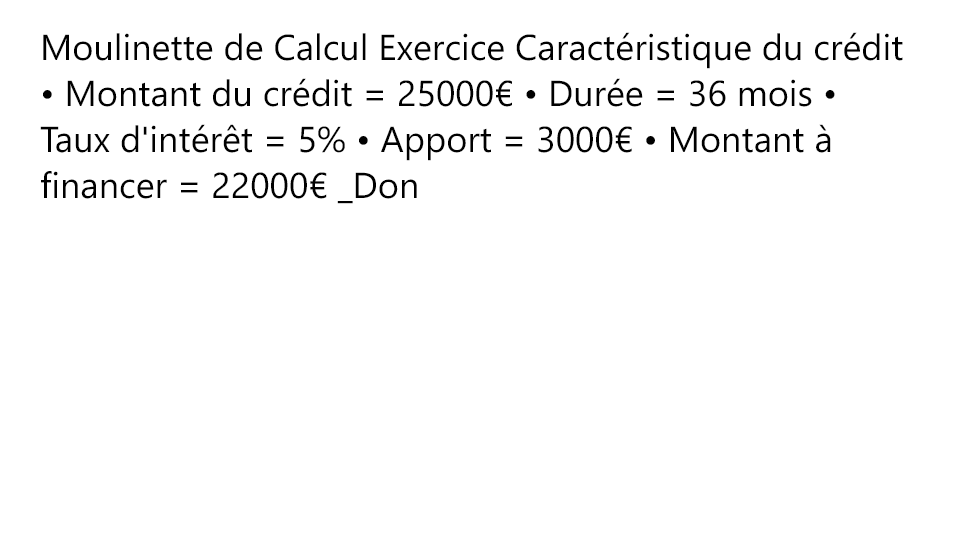 Moulinette de Calcul Exercice Caractéristique du crédit
• Montant du crédit = 25000€ • Durée = 36 mois •
Taux d'intérêt = 5% • Apport = 3000€ • Montant à
financer = 22000€ _Don